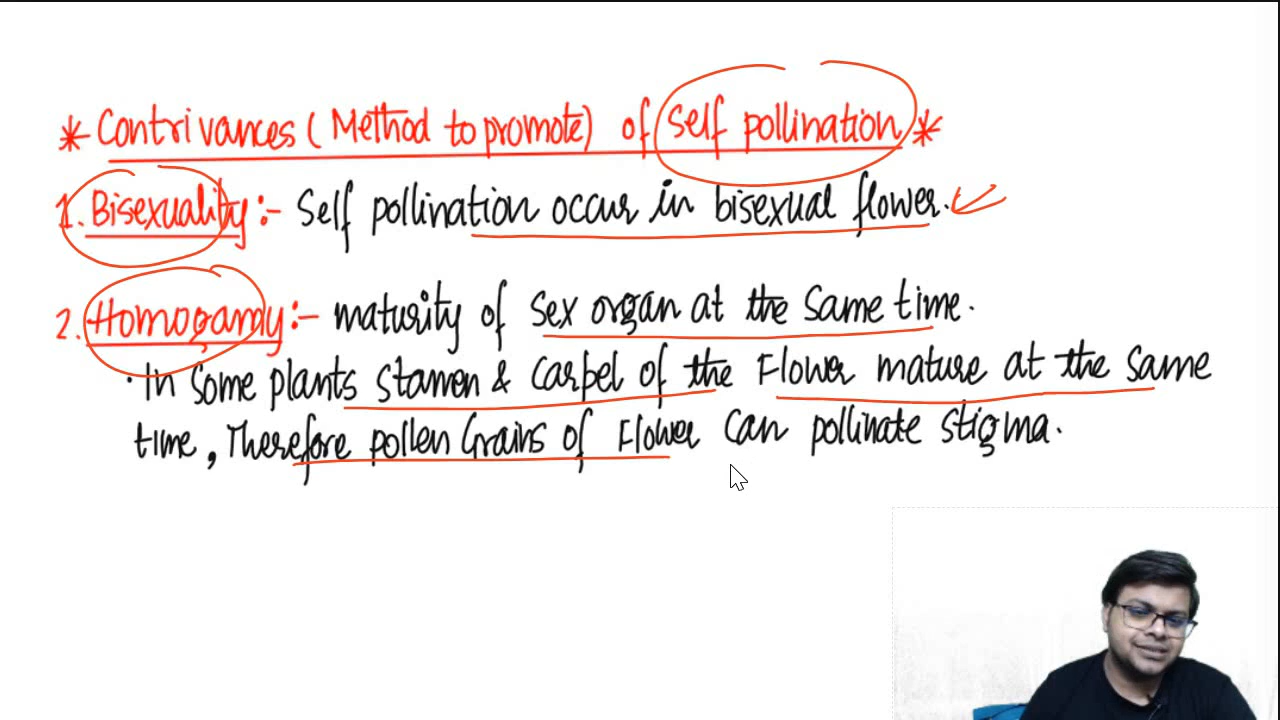 * Contrivances (Method to promote) of Self pollination *
1. Bisexuality :- Self pollination occur in bisexual flower.
2. Homogamy :- maturity of sex organ at the same time.
• In some plants stamen & carpel of the Flower mature at the same
time, Therefore pollen Grains of Flower can pollinate stigma.